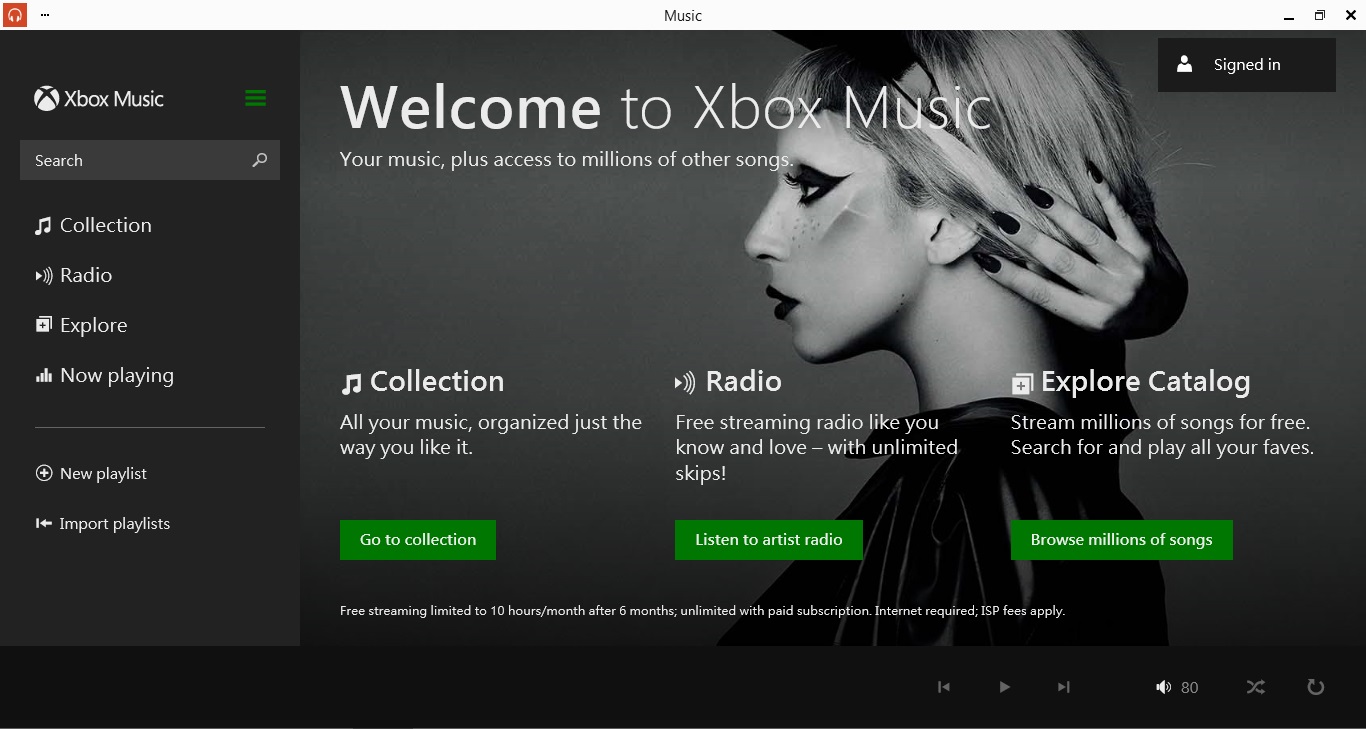 Music
Xbox Music
Search
Collection
Radio
Explore
Now playing
New playlist
Import playlists
Signed in
Welcome to Xbox Music
Your music, plus access to millions of other songs.
Collection
All your music, organized just the
way you like it.
Go to collection
Radio
Free streaming radio like you
know and love – with unlimited
skips!
Listen to artist radio
Explore Catalog
Stream millions of songs for free.
Search for and play all your faves.
Browse millions of songs
Free streaming limited to 10 hours/month after 6 months; unlimited with paid subscription. Internet required; ISP fees apply.
80